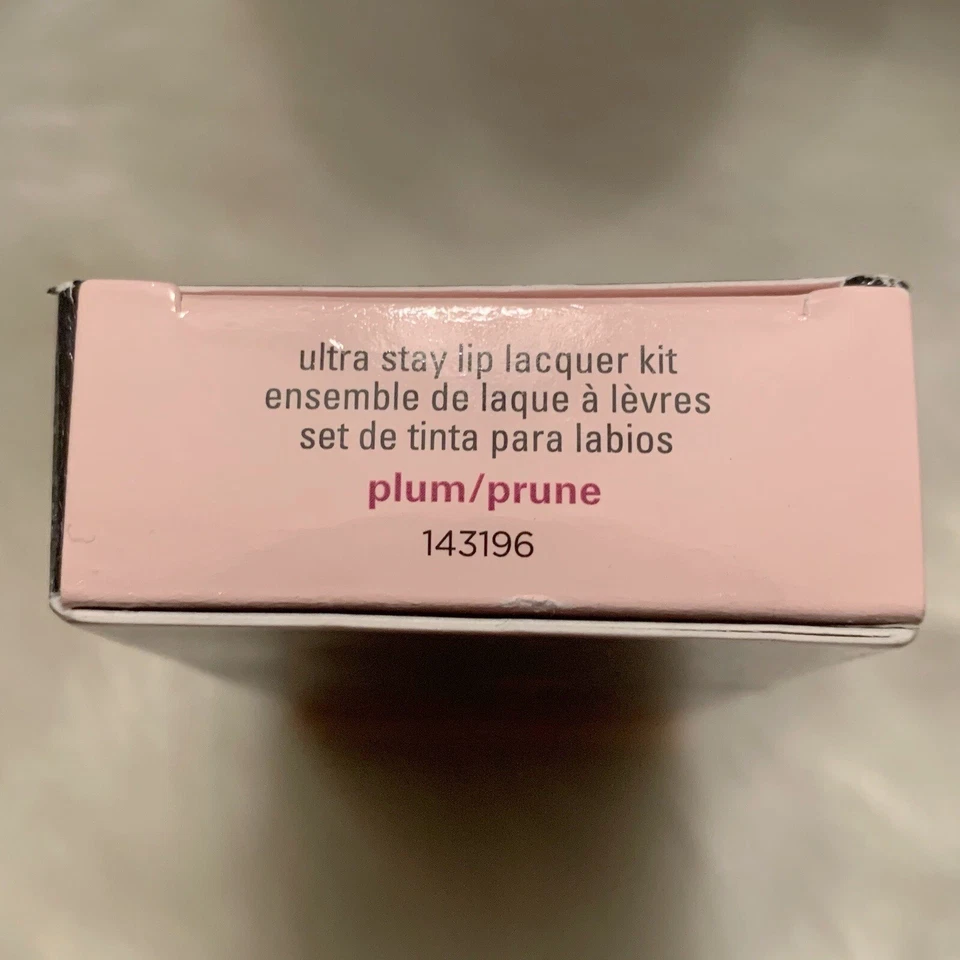 ultra stay lip lacquer kit
ensemble de laque à lèvres
set de tinta para labios
plum/prune
143196